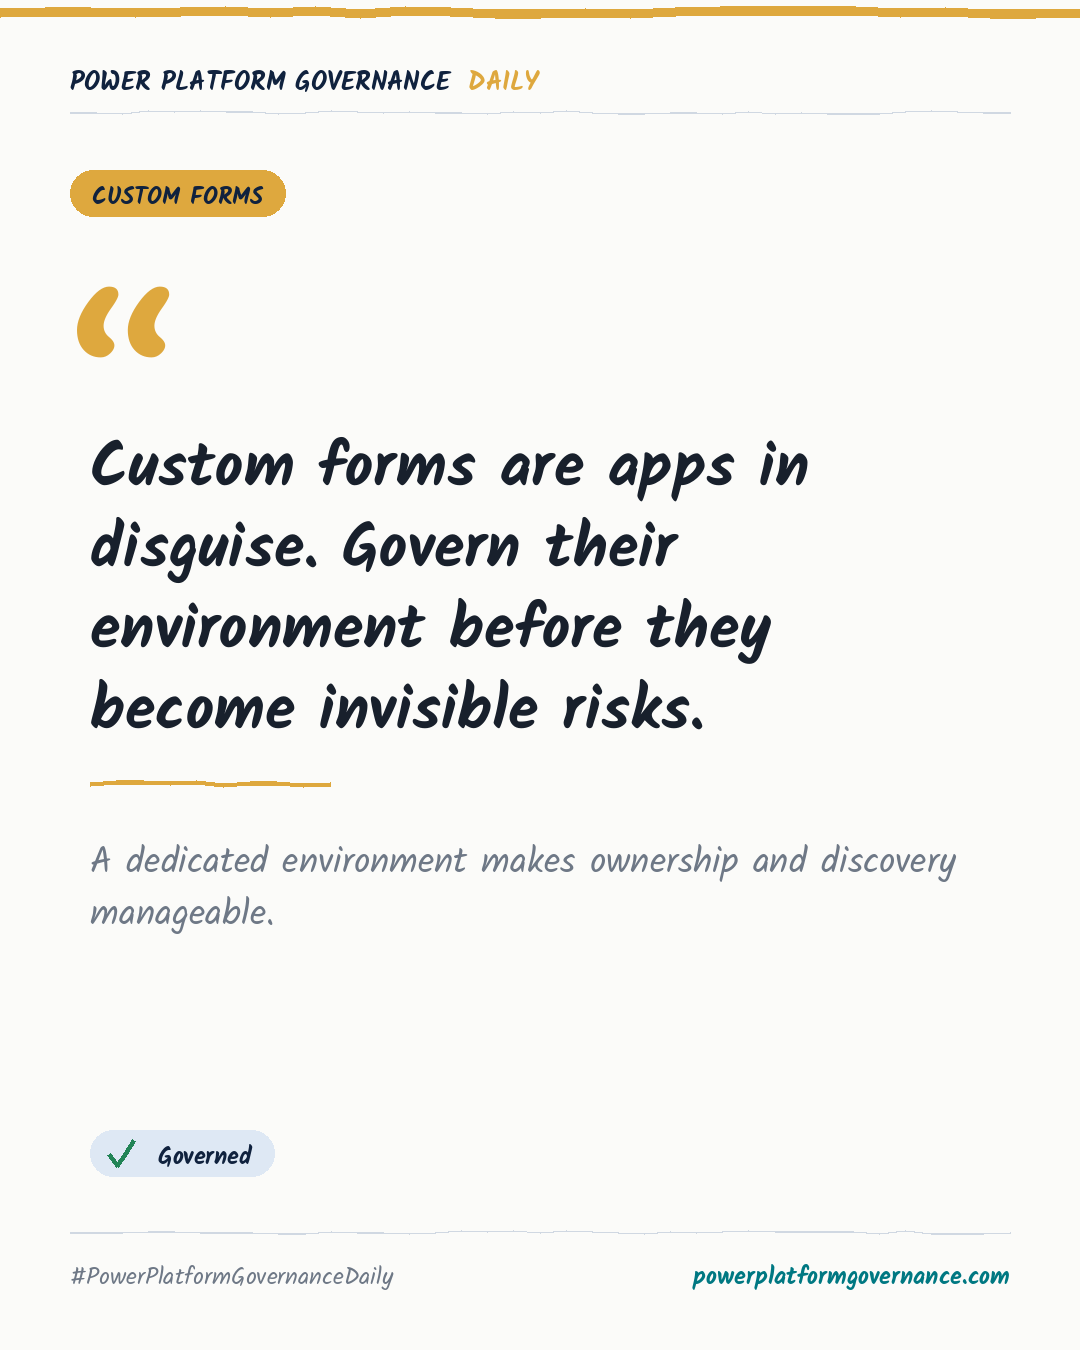 POWER PLATFORM GOVERNANCE DAILY
CUSTOM FORMS
“
Custom forms are apps in
disguise. Govern their
environment before they
become invisible risks.
A dedicated environment makes ownership and discovery
manageable.
✓ Governed
#PowerPlatformGovernanceDaily
powerplatformgovernance.com